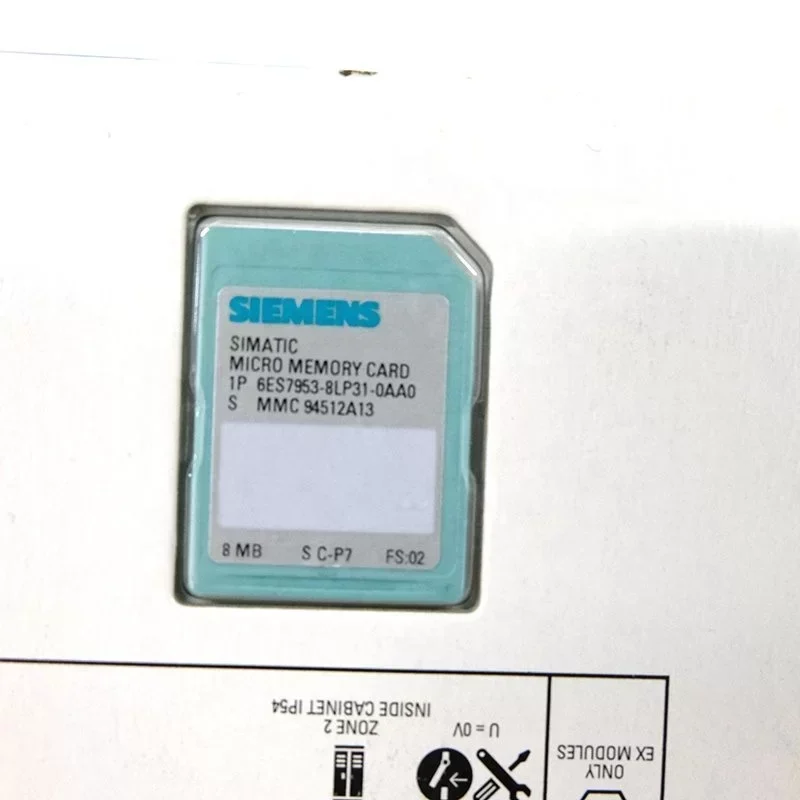 SIEMENS
SIMATIC
MICRO MEMORY CARD
1P 6ES7953-8LP31-0AA0
S MMC 94512A13
8 MB S C-P7 FS:02
INSIDE CABINET IP54
ZONE 2
U = 0V
EX MODULES
ONLY